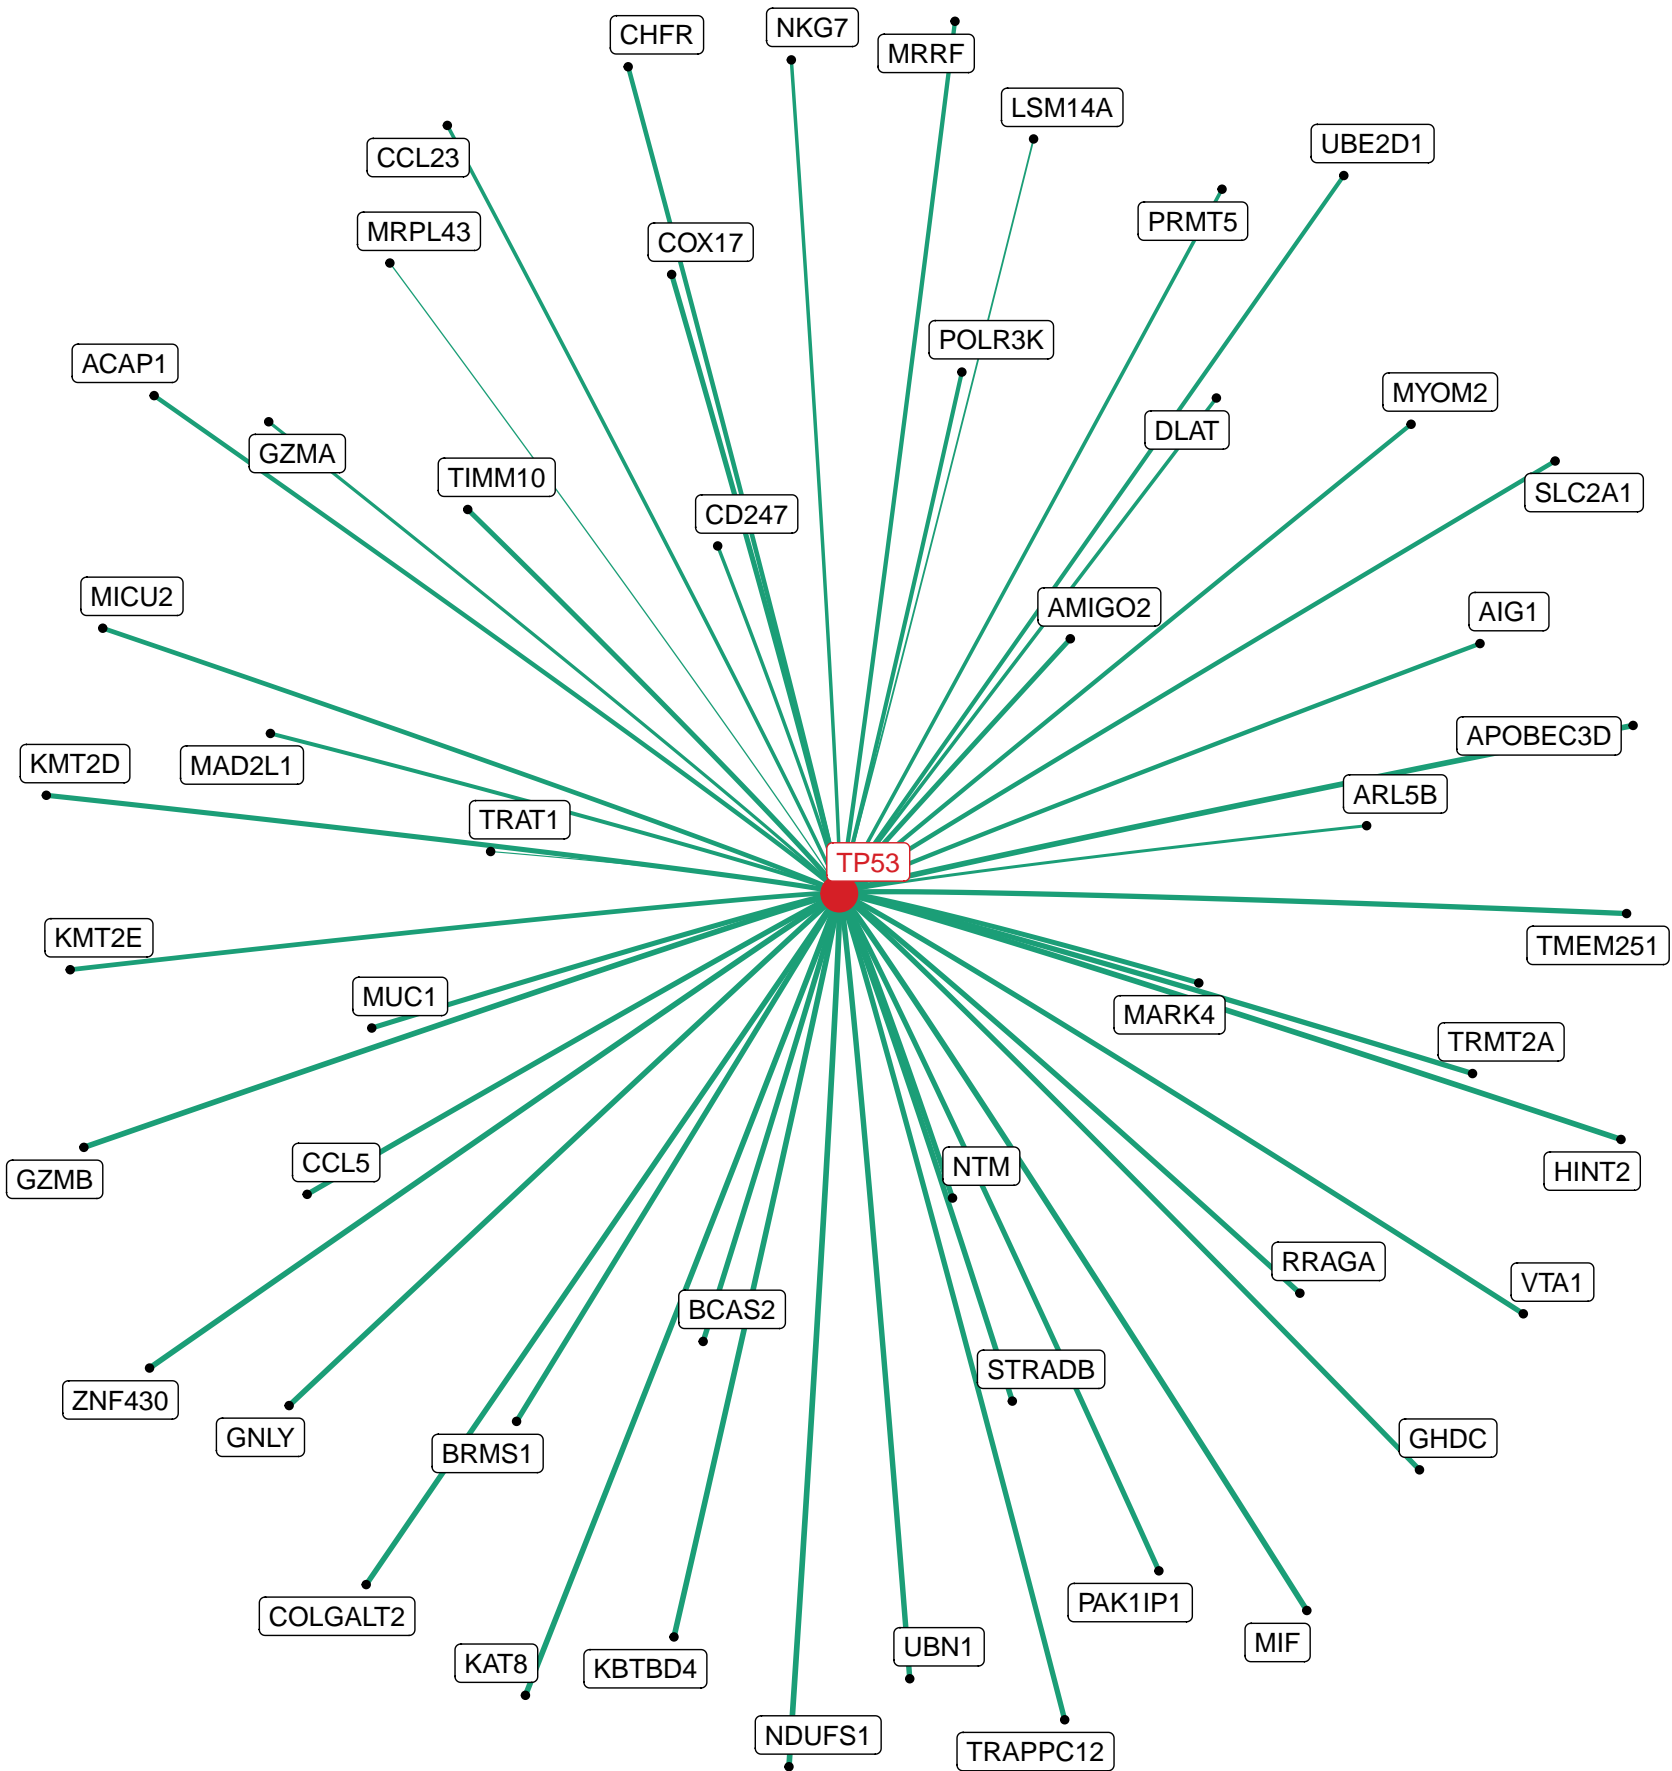 NKG7
CHFR
MRRF
LSM14A
UBE2D1
CCL23
PRMT5
MRPL43
COX17
POLR3K
ACAP1
MYOM2
DLAT
GZMA
TIMM10
SLC2A1
CD247
MICU2
AMIGO2
AIG1
APOBEC3D
KMT2D
MAD2L1
ARL5B
TRAT1
TP53
KMT2E
TMEM251
MUC1
MARK4
TRMT2A
CCL5
NTM
HINT2
GZMB
RRAGA
VTA1
BCAS2
STRADB
ZNF430
GNLY
GHDC
BRMS1
PAK1IP1
COLGALT2
MIF
UBN1
KAT8
KBTBD4
NDUFS1
TRAPPC12